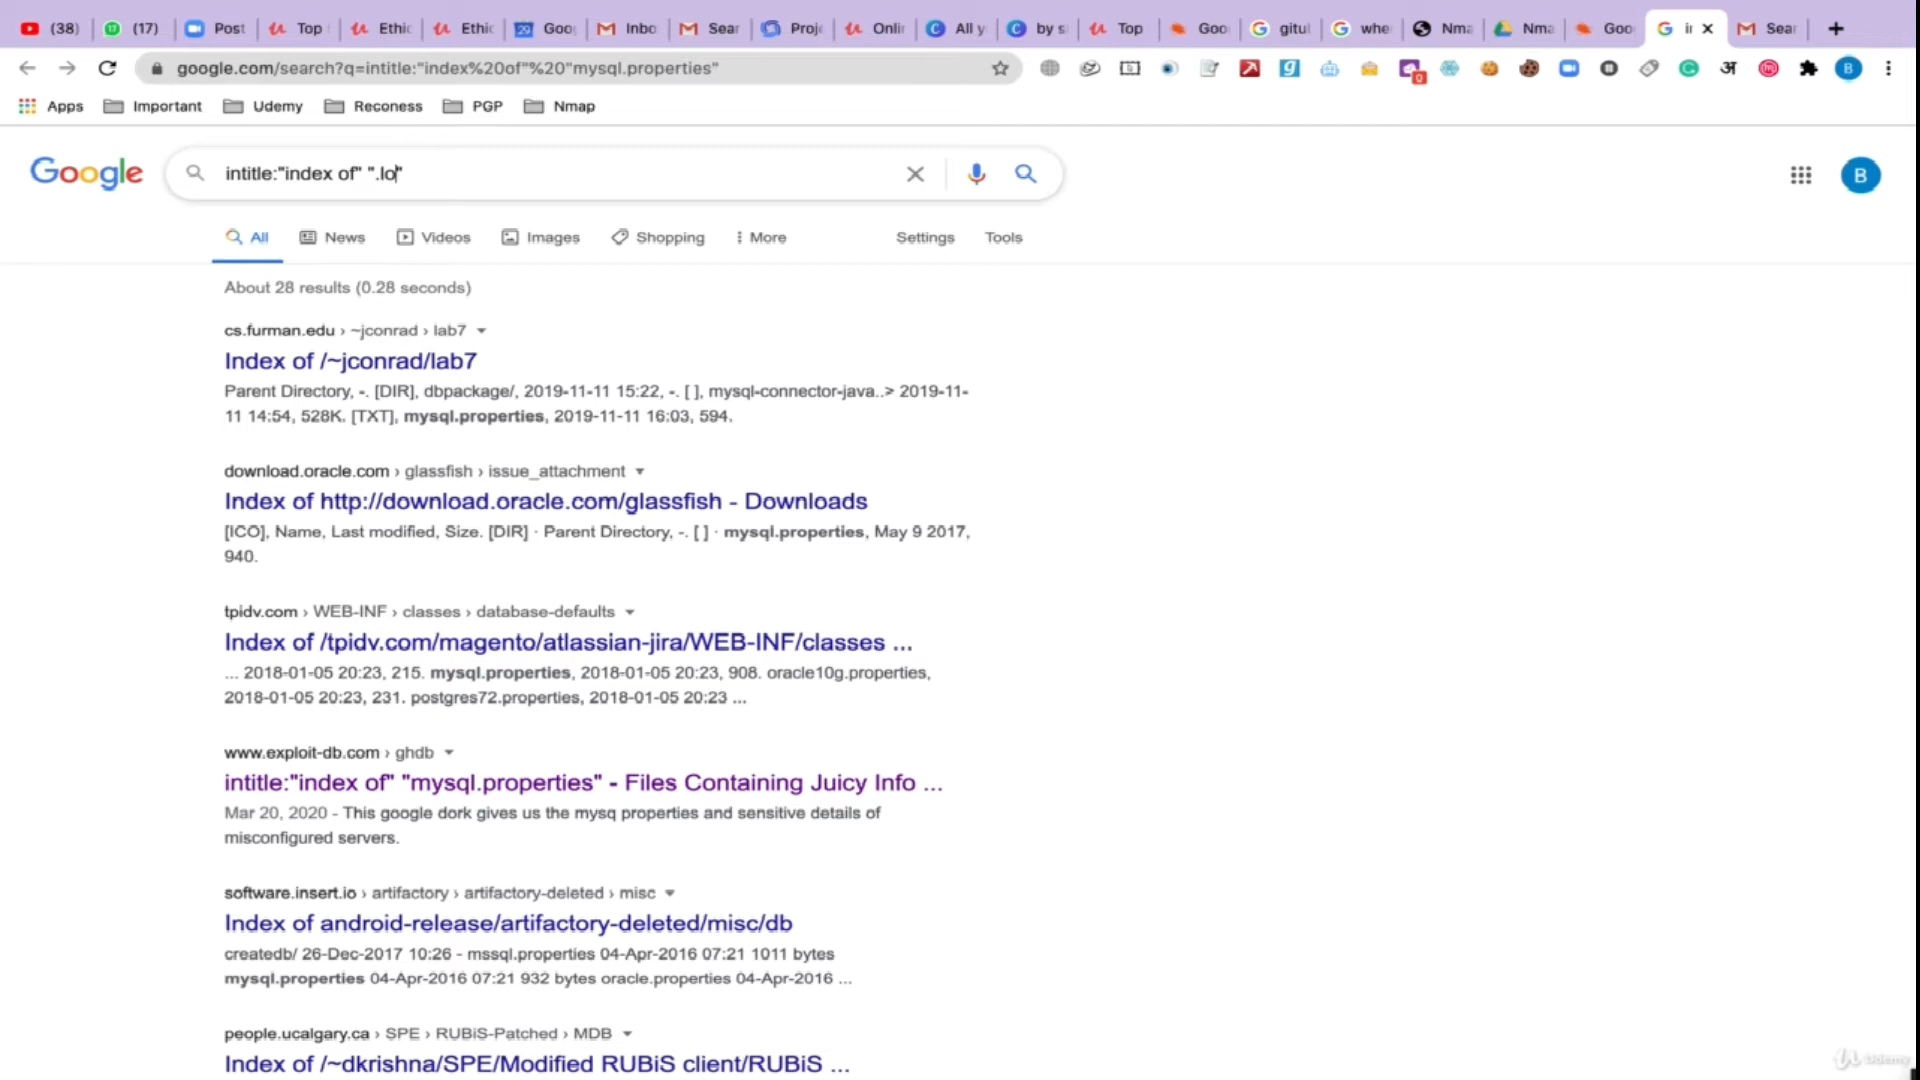 (38) (17) Post Top Ethic Ethic Goo Inbo Sear Proj Onlir All y by s Top Goo gitul whe Nma Nma Goo ir Sear
google.com/search?q=intitle:"index%20of"%20"mysql.properties"
Apps Important Udemy Reconess PGP Nmap
Google intitle:"index of" ".lo" B
All News Videos Images Shopping More Settings Tools
About 28 results (0.28 seconds)
cs.furman.edu › ~jconrad › lab7
Index of /~jconrad/lab7
Parent Directory, -. [DIR], dbpackage/, 2019-11-11 15:22, -. [ ], mysql-connector-java..> 2019-11-
11 14:54, 528K. [TXT], mysql.properties, 2019-11-11 16:03, 594.
download.oracle.com › glassfish › issue_attachment
Index of http://download.oracle.com/glassfish - Downloads
[ICO], Name, Last modified, Size. [DIR] · Parent Directory, -. [ ] · mysql.properties, May 9 2017,
940.
tpidv.com › WEB-INF › classes › database-defaults
Index of /tpidv.com/magento/atlassian-jira/WEB-INF/classes ...
... 2018-01-05 20:23, 215. mysql.properties, 2018-01-05 20:23, 908. oracle10g.properties,
2018-01-05 20:23, 231. postgres72.properties, 2018-01-05 20:23 ...
www.exploit-db.com › ghdb
intitle:"index of" "mysql.properties" - Files Containing Juicy Info ...
Mar 20, 2020 - This google dork gives us the mysq properties and sensitive details of
misconfigured servers.
software.insert.io › artifactory › artifactory-deleted › misc
Index of android-release/artifactory-deleted/misc/db
createdb/ 26-Dec-2017 10:26 - mssql.properties 04-Apr-2016 07:21 1011 bytes
mysql.properties 04-Apr-2016 07:21 932 bytes oracle.properties 04-Apr-2016 ...
people.ucalgary.ca › SPE › RUBiS-Patched › MDB
Index of /~dkrishna/SPE/Modified RUBiS client/RUBiS ...
Udemy